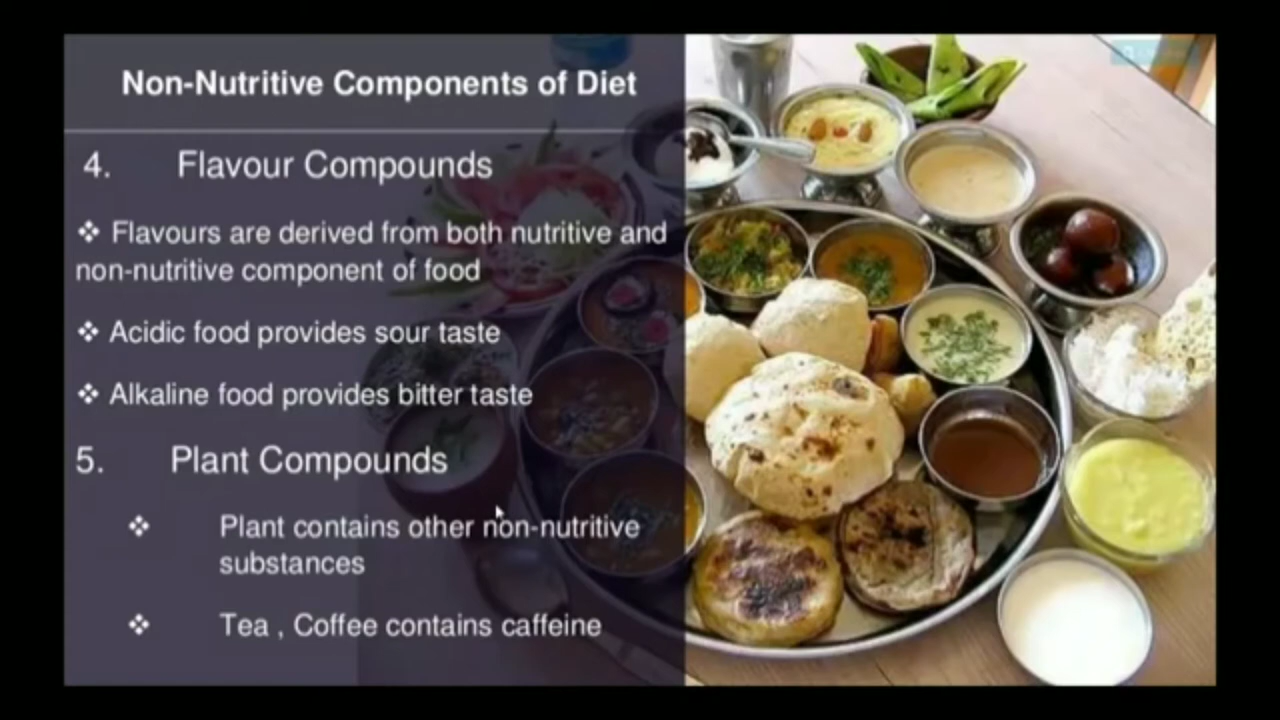 Non-Nutritive Components of Diet
4. Flavour Compounds
❖ Flavours are derived from both nutritive and
non-nutritive component of food
❖ Acidic food provides sour taste
❖ Alkaline food provides bitter taste
5. Plant Compounds
❖ Plant contains other non-nutritive
substances
❖ Tea , Coffee contains caffeine